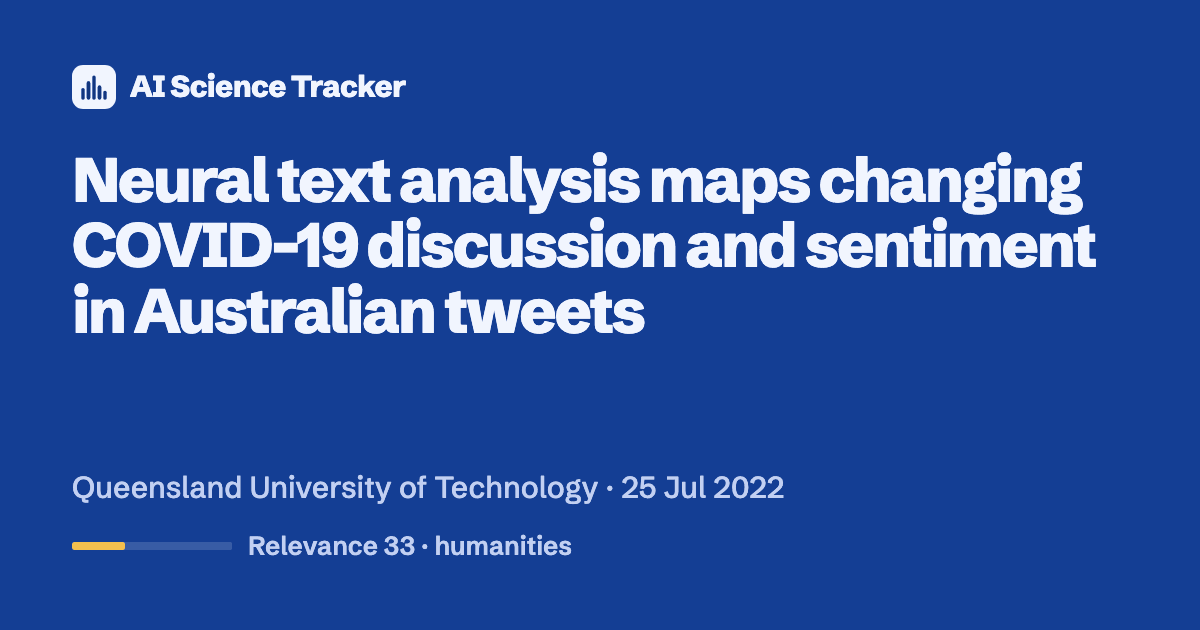 AI Science Tracker
Neural text analysis maps changing
COVID-19 discussion and sentiment
in Australian tweets
Queensland University of Technology · 25 Jul 2022
Relevance 33 · humanities